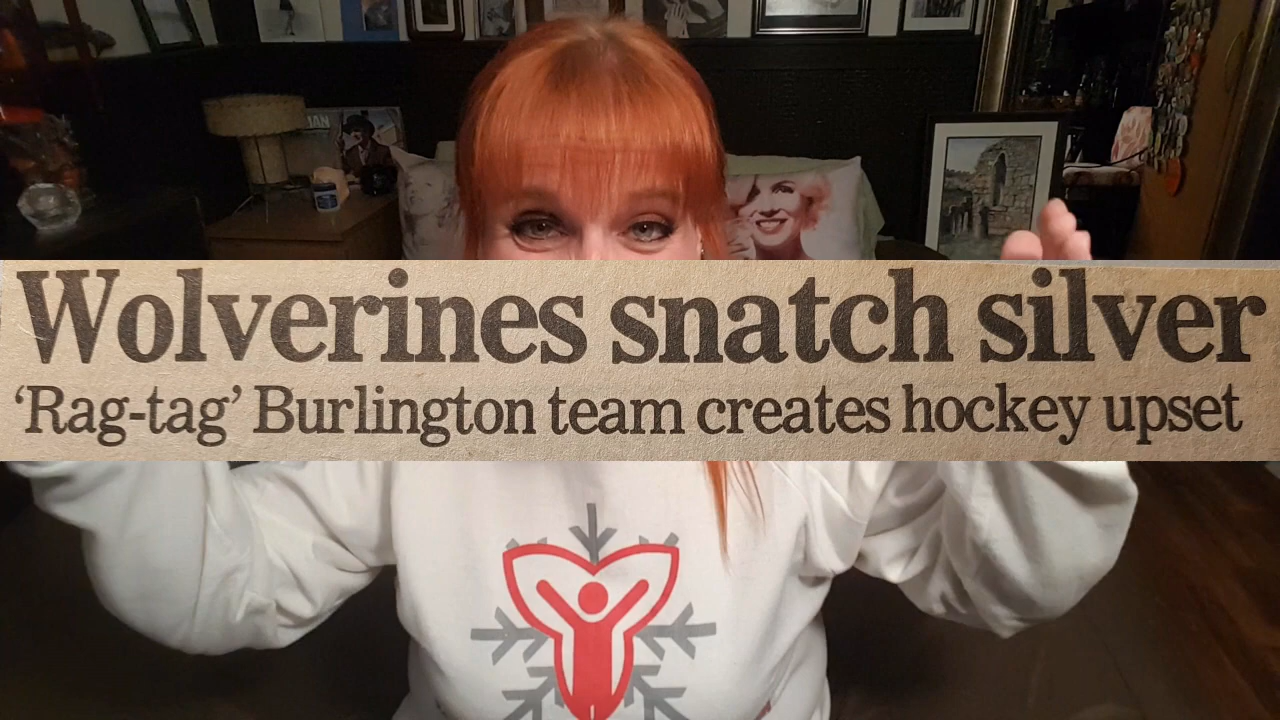 Wolverines snatch silver
'Rag-tag' Burlington team creates hockey upset